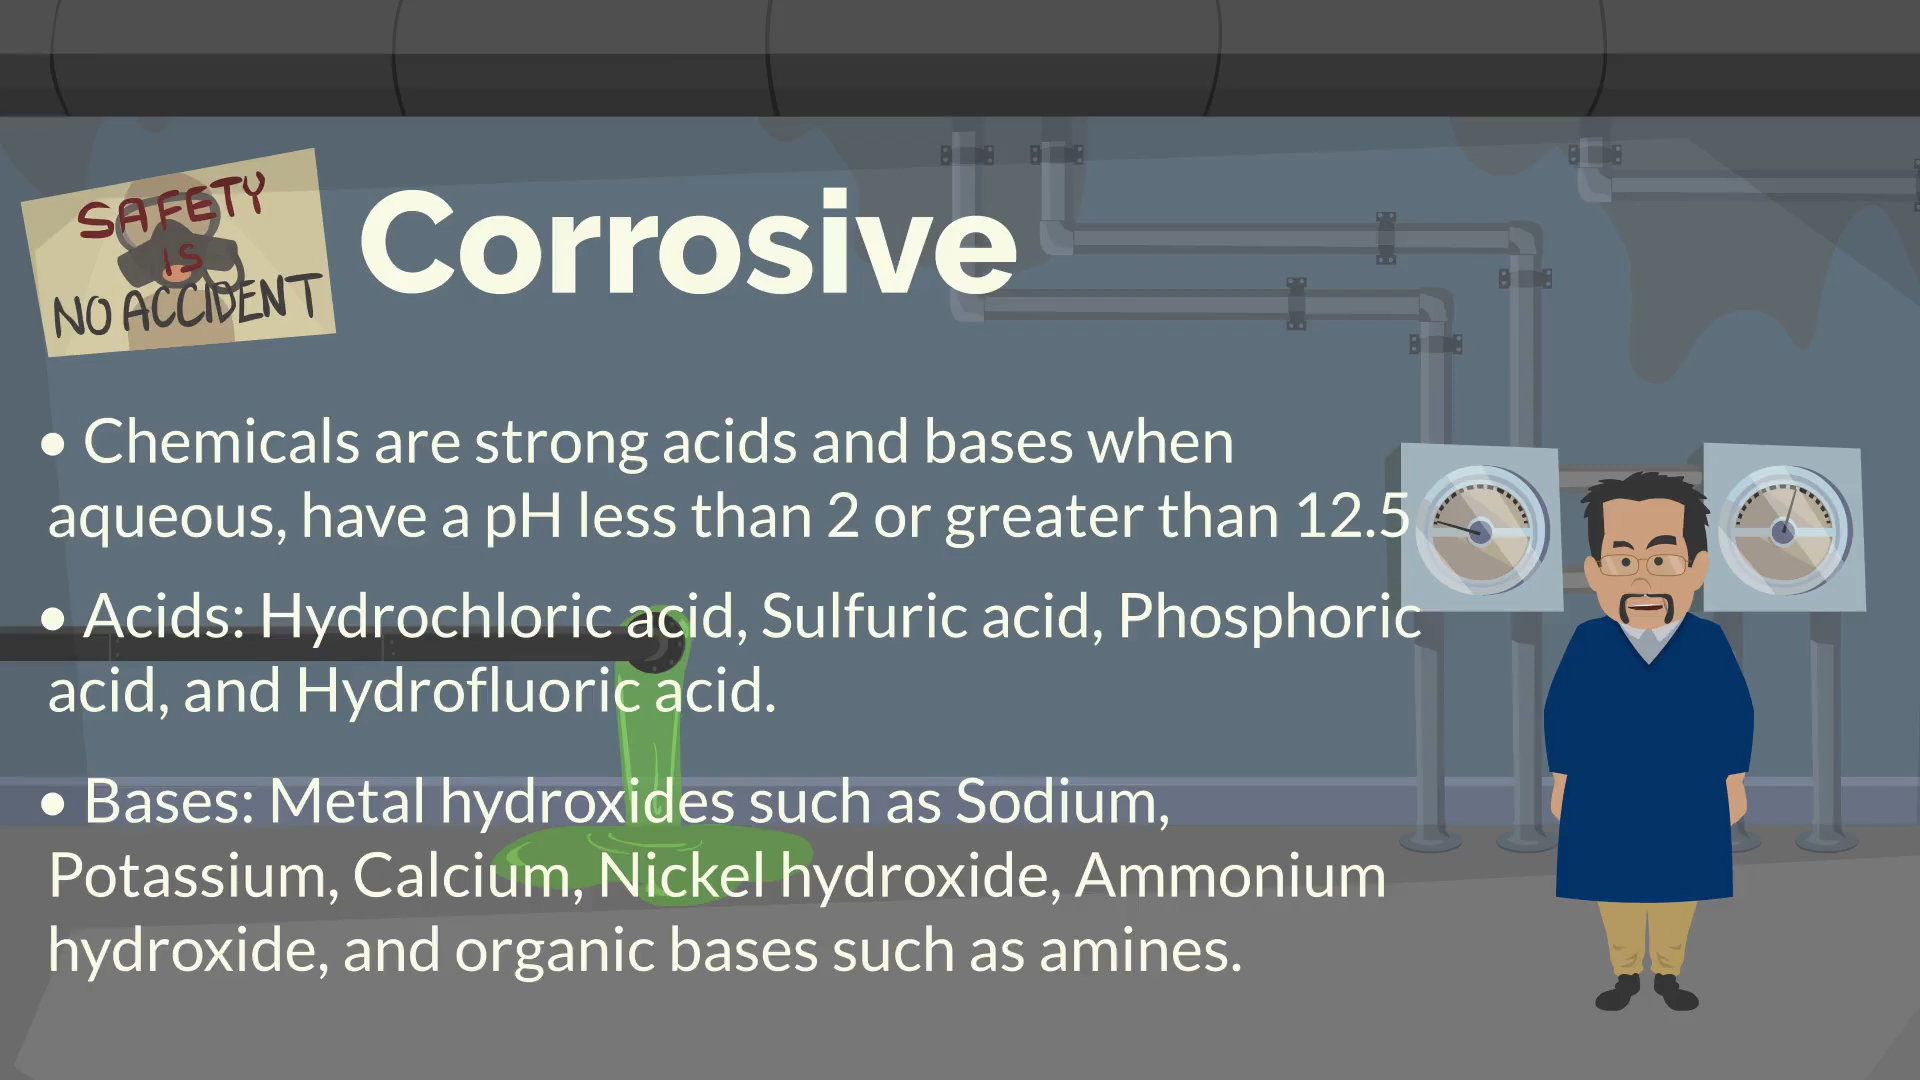 SAFETY
IS
NO ACCIDENT
Corrosive
• Chemicals are strong acids and bases when
aqueous, have a pH less than 2 or greater than 12.5
• Acids: Hydrochloric acid, Sulfuric acid, Phosphoric
acid, and Hydrofluoric acid.
• Bases: Metal hydroxides such as Sodium,
Potassium, Calcium, Nickel hydroxide, Ammonium
hydroxide, and organic bases such as amines.